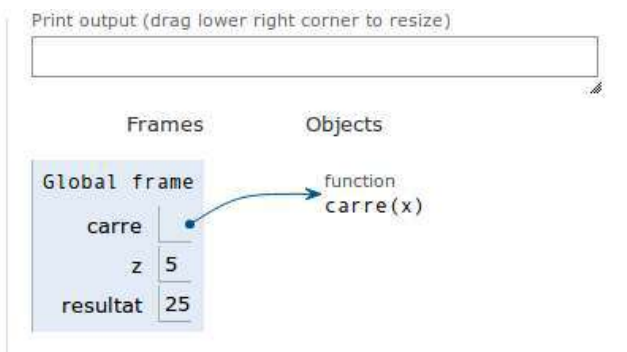 Print output (drag lower right corner to resize)
Frames Objects
Global frame
function
carre(x)
carre
z 5
resultat 25